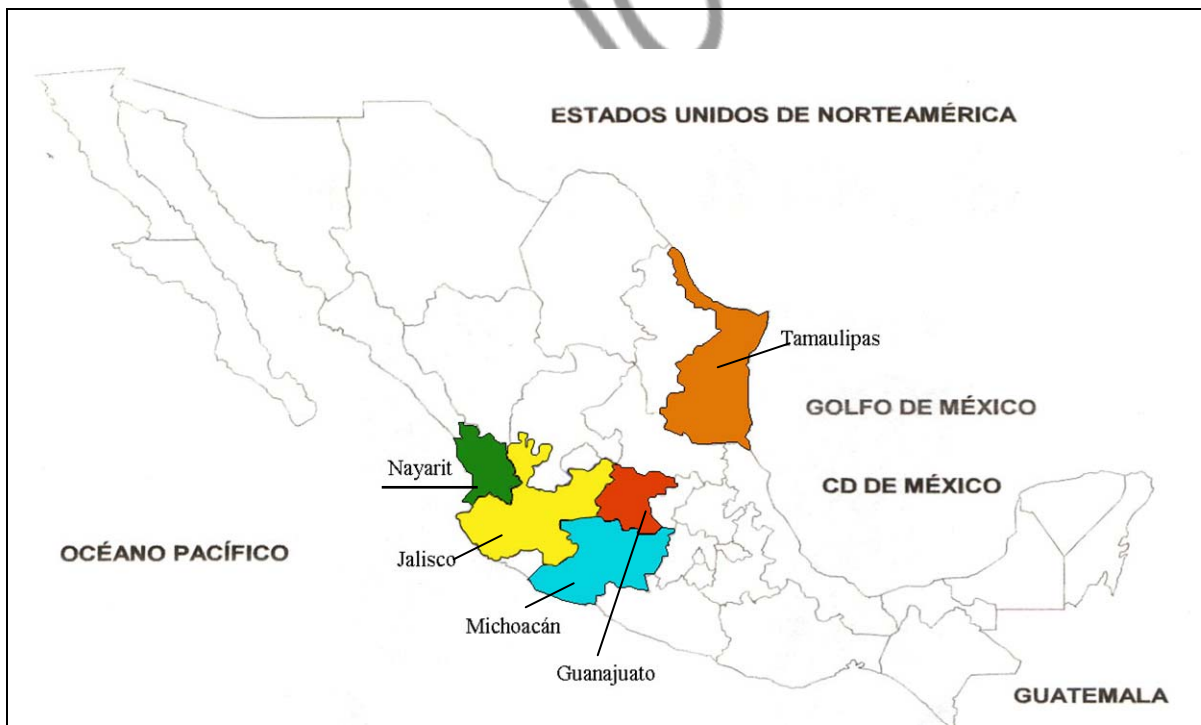 ESTADOS UNIDOS DE NORTEAMÉRICA
Tamaulipas
GOLFO DE MÉXICO
Nayarit
CD DE MÉXICO
OCÉANO PACÍFICO
Jalisco
Michoacán
Guanajuato
GUATEMALA